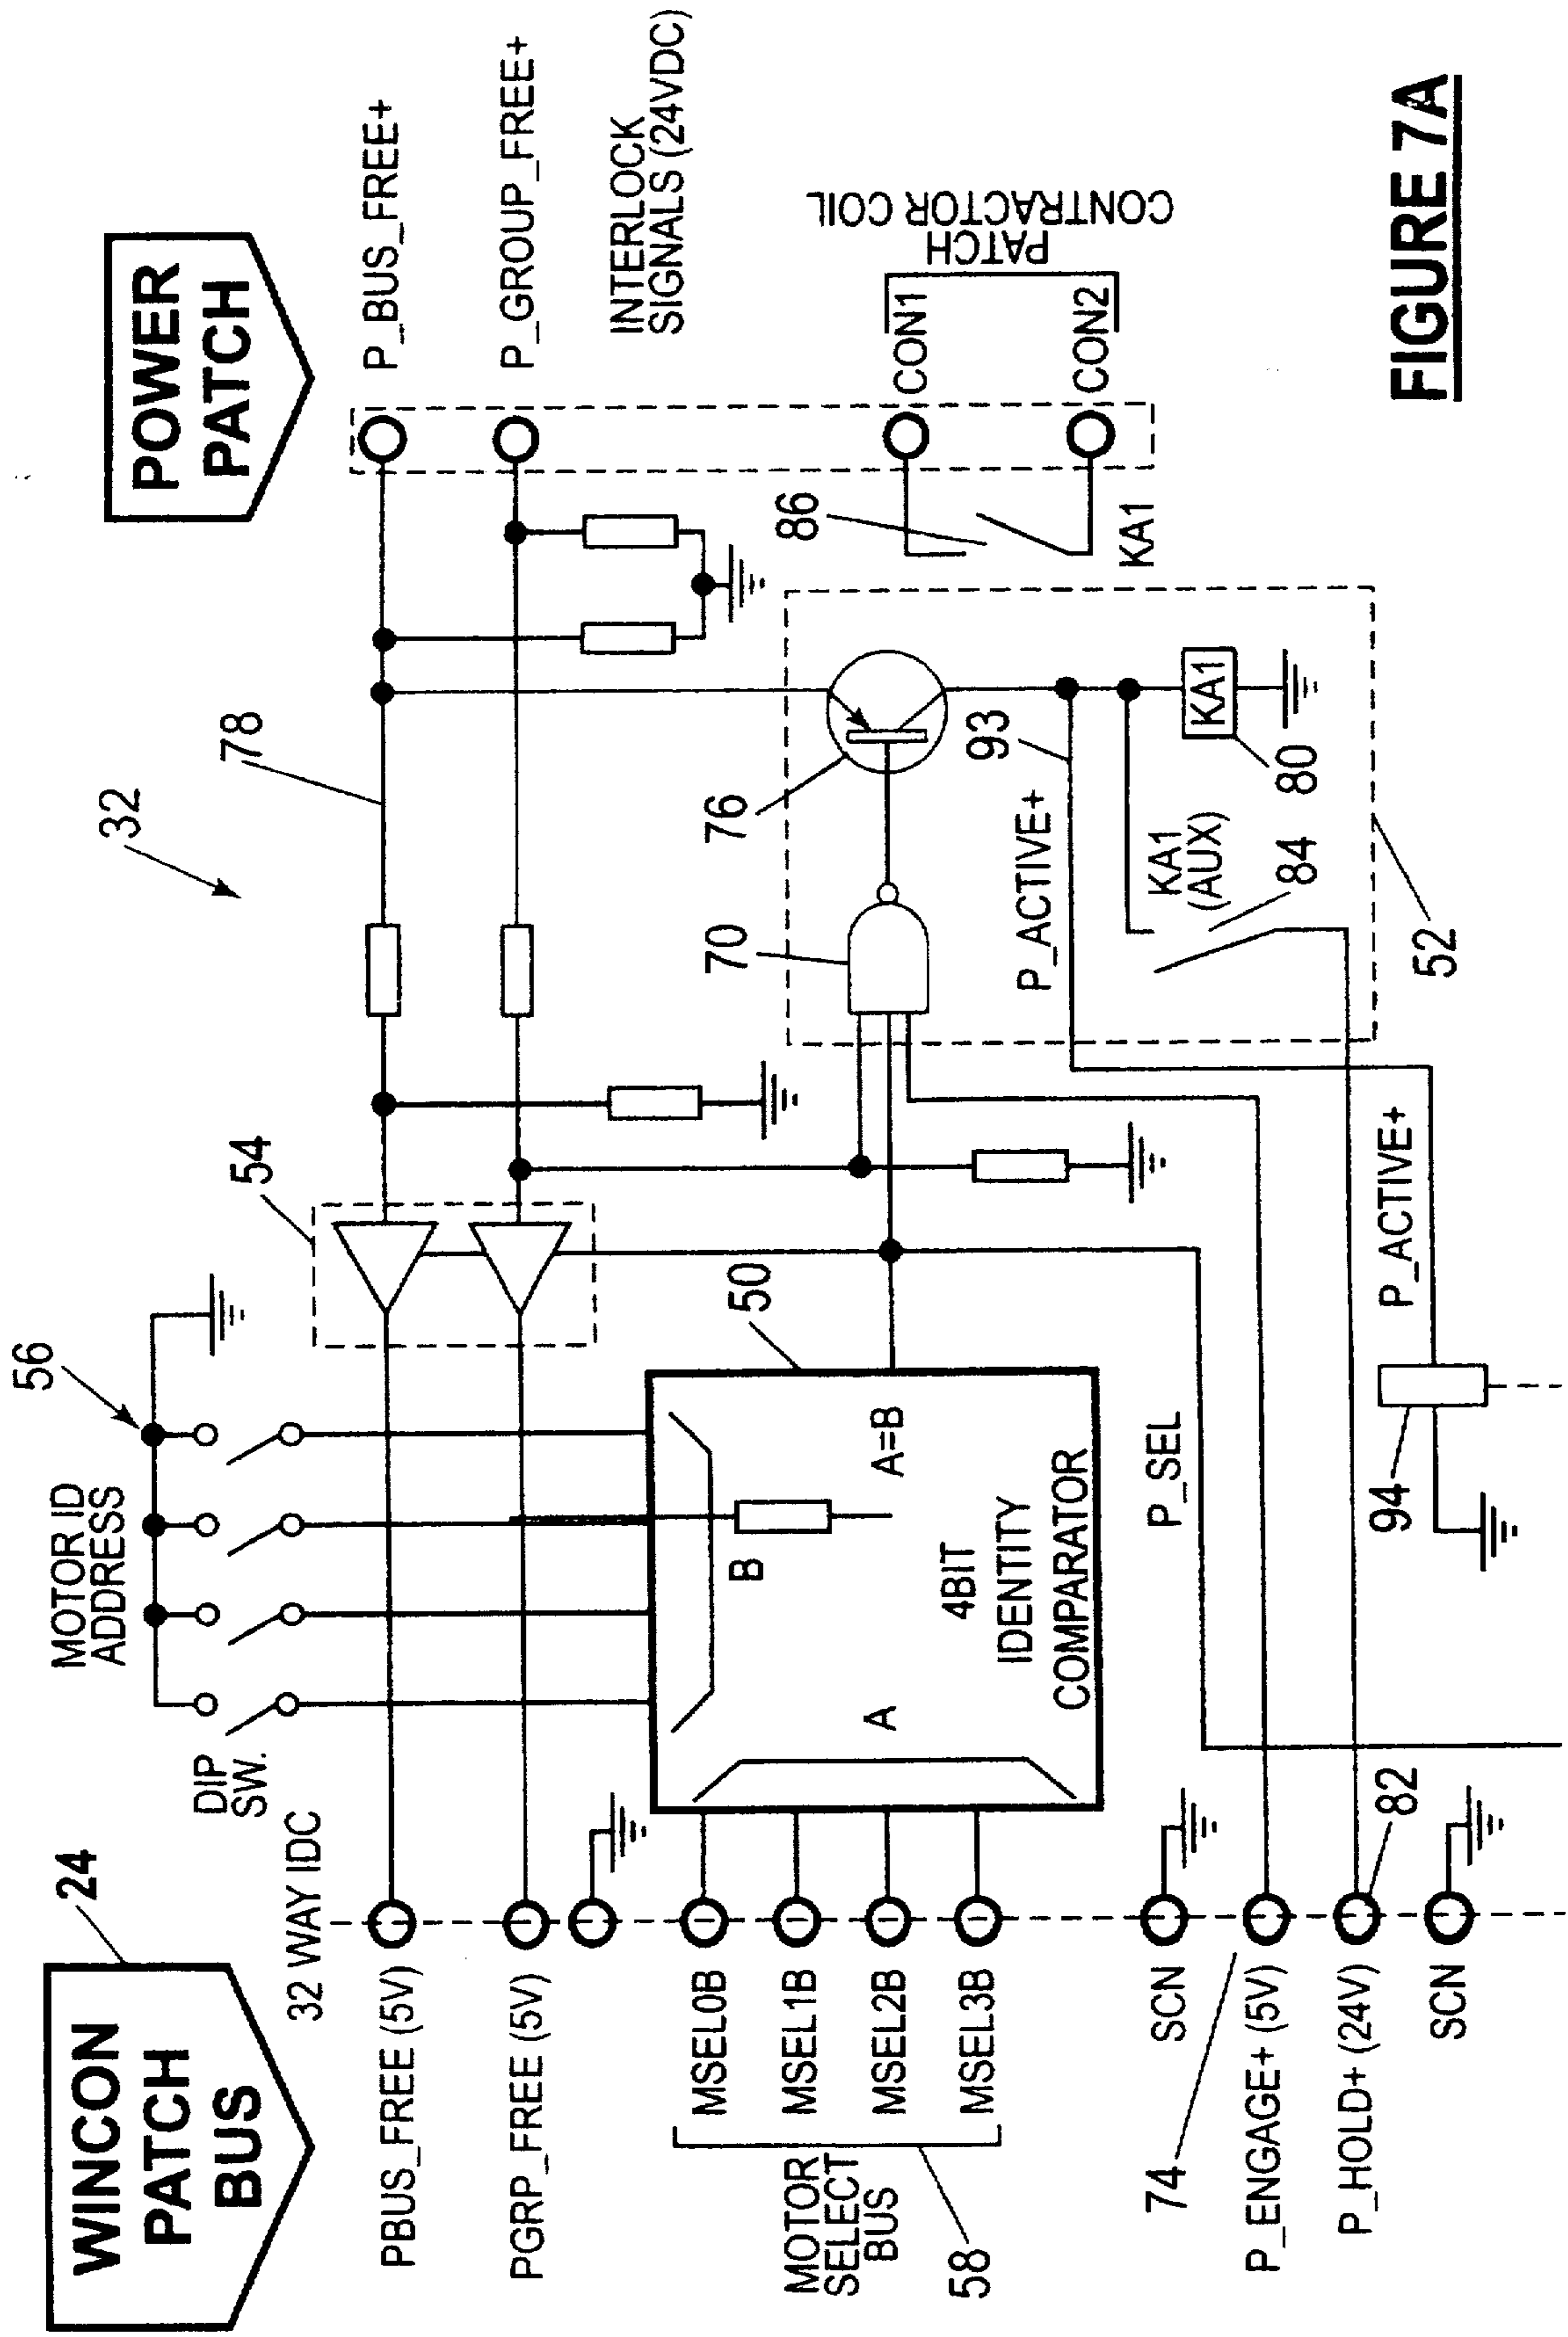 WINCON
PATCH
BUS
24
POWER
PATCH
32
56
MOTOR ID
ADDRESS
DIP
SW.
32 WAY IDC
54
78
P_BUS_FREE+
P_GROUP_FREE+
INTERLOCK
SIGNALS (24VDC)
PBUS_FREE (5V)
PGRP_FREE (5V)
MSEL0B
MSEL1B
MSEL2B
MSEL3B
MOTOR
SELECT
BUS
58
B
A
A=B
4BIT
IDENTITY
COMPARATOR
50
70
76
86
KA1
CON1
CON2
PATCH
CONTRACTOR COIL
93
P_ACTIVE+
KA1
(AUX)
84
KA1
80
52
SCN
74
P_ENGAGE+ (5V)
P_HOLD+ (24V)
82
SCN
P_SEL
P_ACTIVE+
94
FIGURE 7A